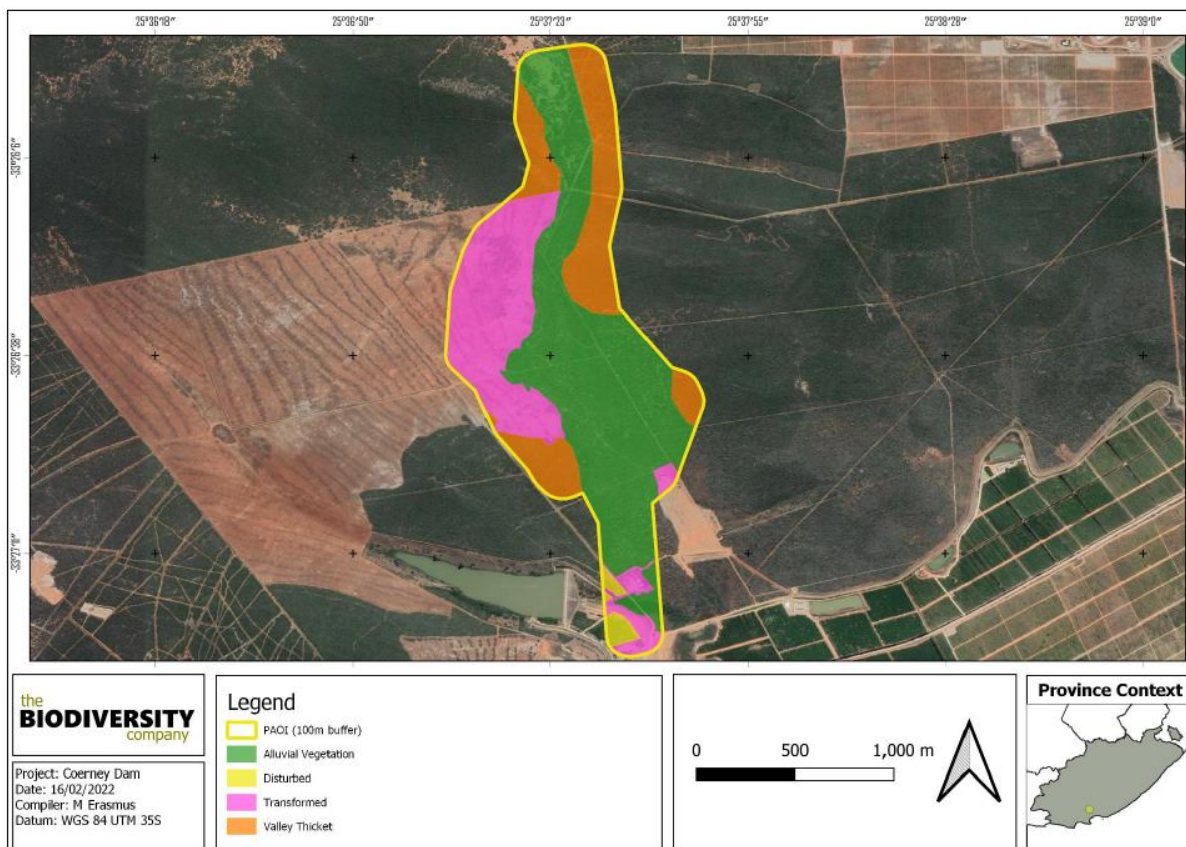 25°36'18" 25°36'50" 25°37'23" 25°37'55" 25°38'28" 25°39'0"
-33°26'6"
-33°26'38"
-33°27'11"
the
BIODIVERSITY
company
Project: Coerney Dam
Date: 16/02/2022
Compiler: M Erasmus
Datum: WGS 84 UTM 35S
Legend
PAOI (100m buffer)
Alluvial Vegetation
Disturbed
Transformed
Valley Thicket
0 500 1,000 m
Province Context